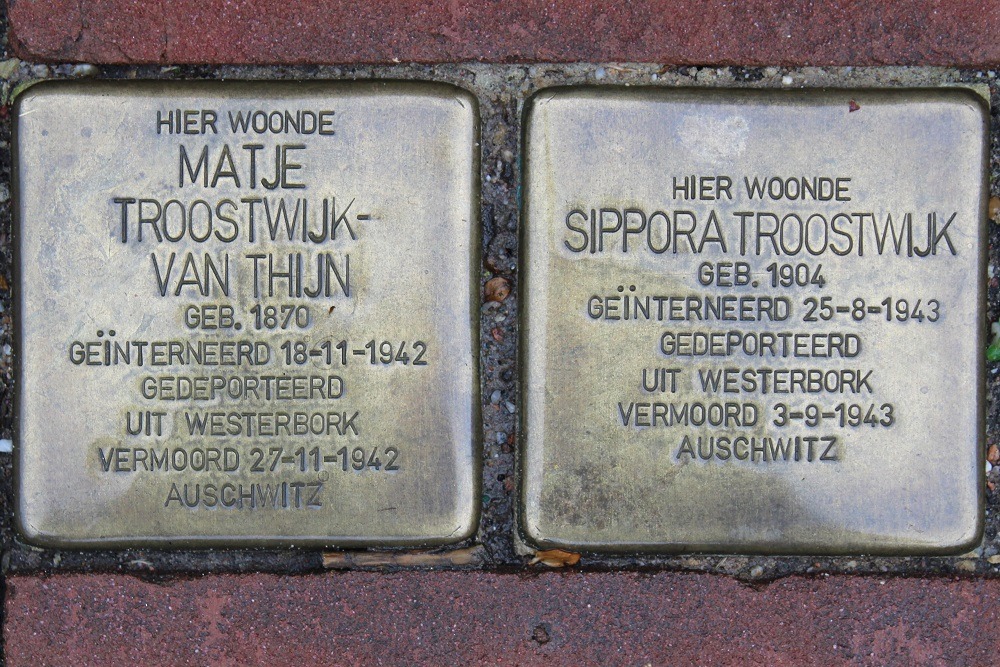 HIER WOONDE
MATJE
TROOSTWIJK-
VAN THIJN
GEB. 1870
GEÏNTERNEERD 18-11-1942
GEDEPORTEERD
UIT WESTERBORK
VERMOORD 27-11-1942
AUSCHWITZ
HIER WOONDE
SIPPORA TROOSTWIJK
GEB. 1904
GEÏNTERNEERD 25-8-1943
GEDEPORTEERD
UIT WESTERBORK
VERMOORD 3-9-1943
AUSCHWITZ